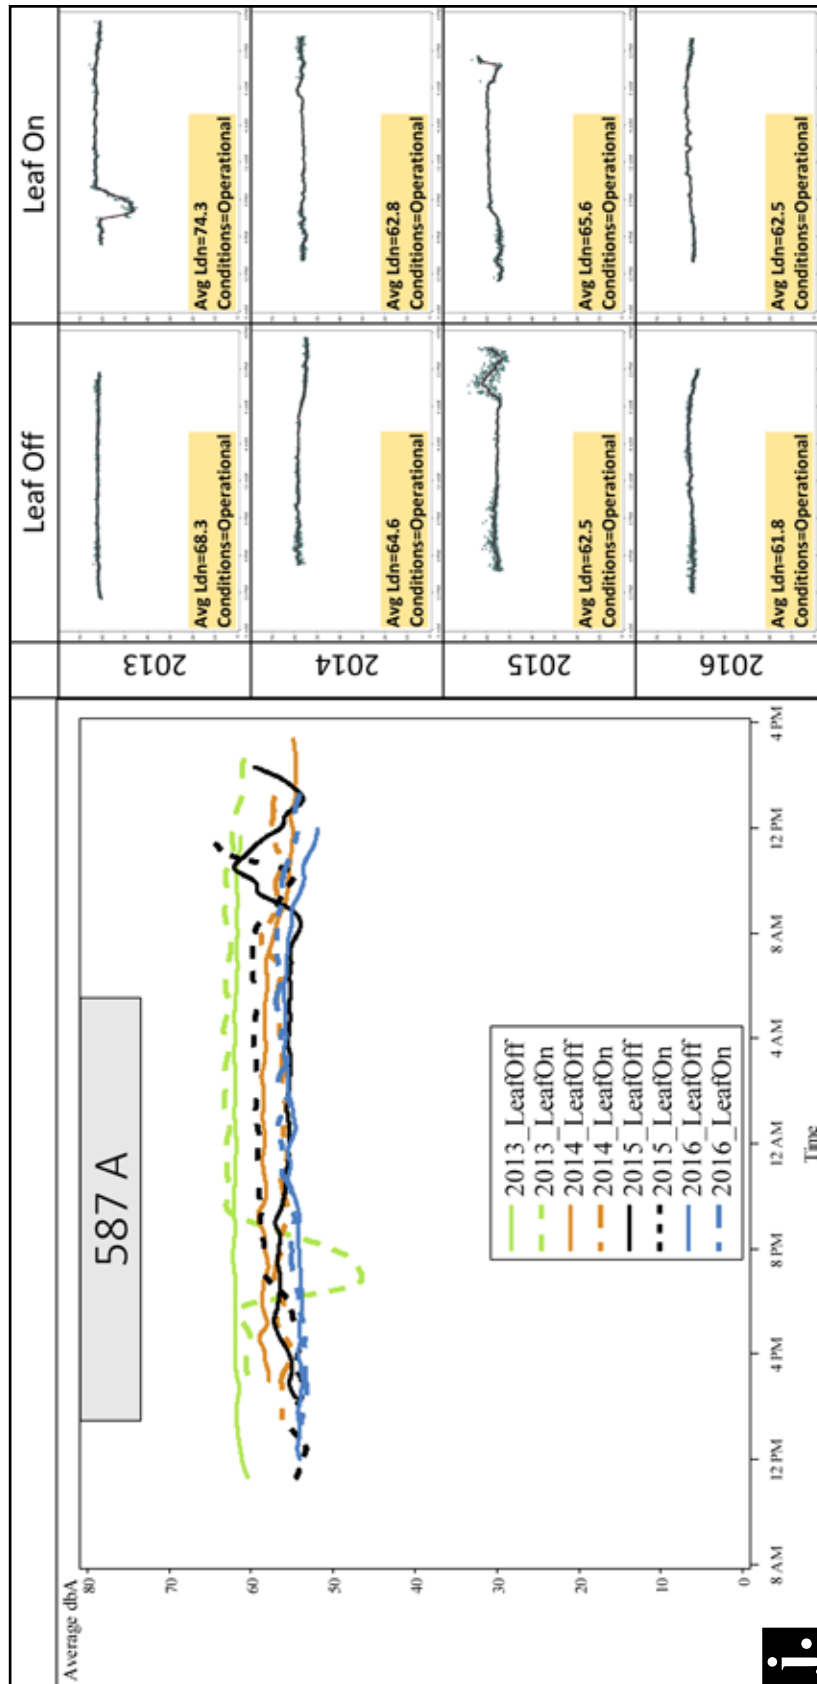 587 A
Average dbA
80
70
60
50
40
30
20
10
0
8 AM
12 PM
4 PM
8 PM
12 AM
4 AM
8 AM
12 PM
4 PM
Time
2013_LeafOff
2013_LeafOn
2014_LeafOff
2014_LeafOn
2015_LeafOff
2015_LeafOn
2016_LeafOff
2016_LeafOn
Leaf Off
Leaf On
2013
Avg Ldn=68.3
Conditions=Operational
Avg Ldn=74.3
Conditions=Operational
2014
Avg Ldn=64.6
Conditions=Operational
Avg Ldn=62.8
Conditions=Operational
2015
Avg Ldn=62.5
Conditions=Operational
Avg Ldn=65.6
Conditions=Operational
2016
Avg Ldn=61.8
Conditions=Operational
Avg Ldn=62.5
Conditions=Operational
i.